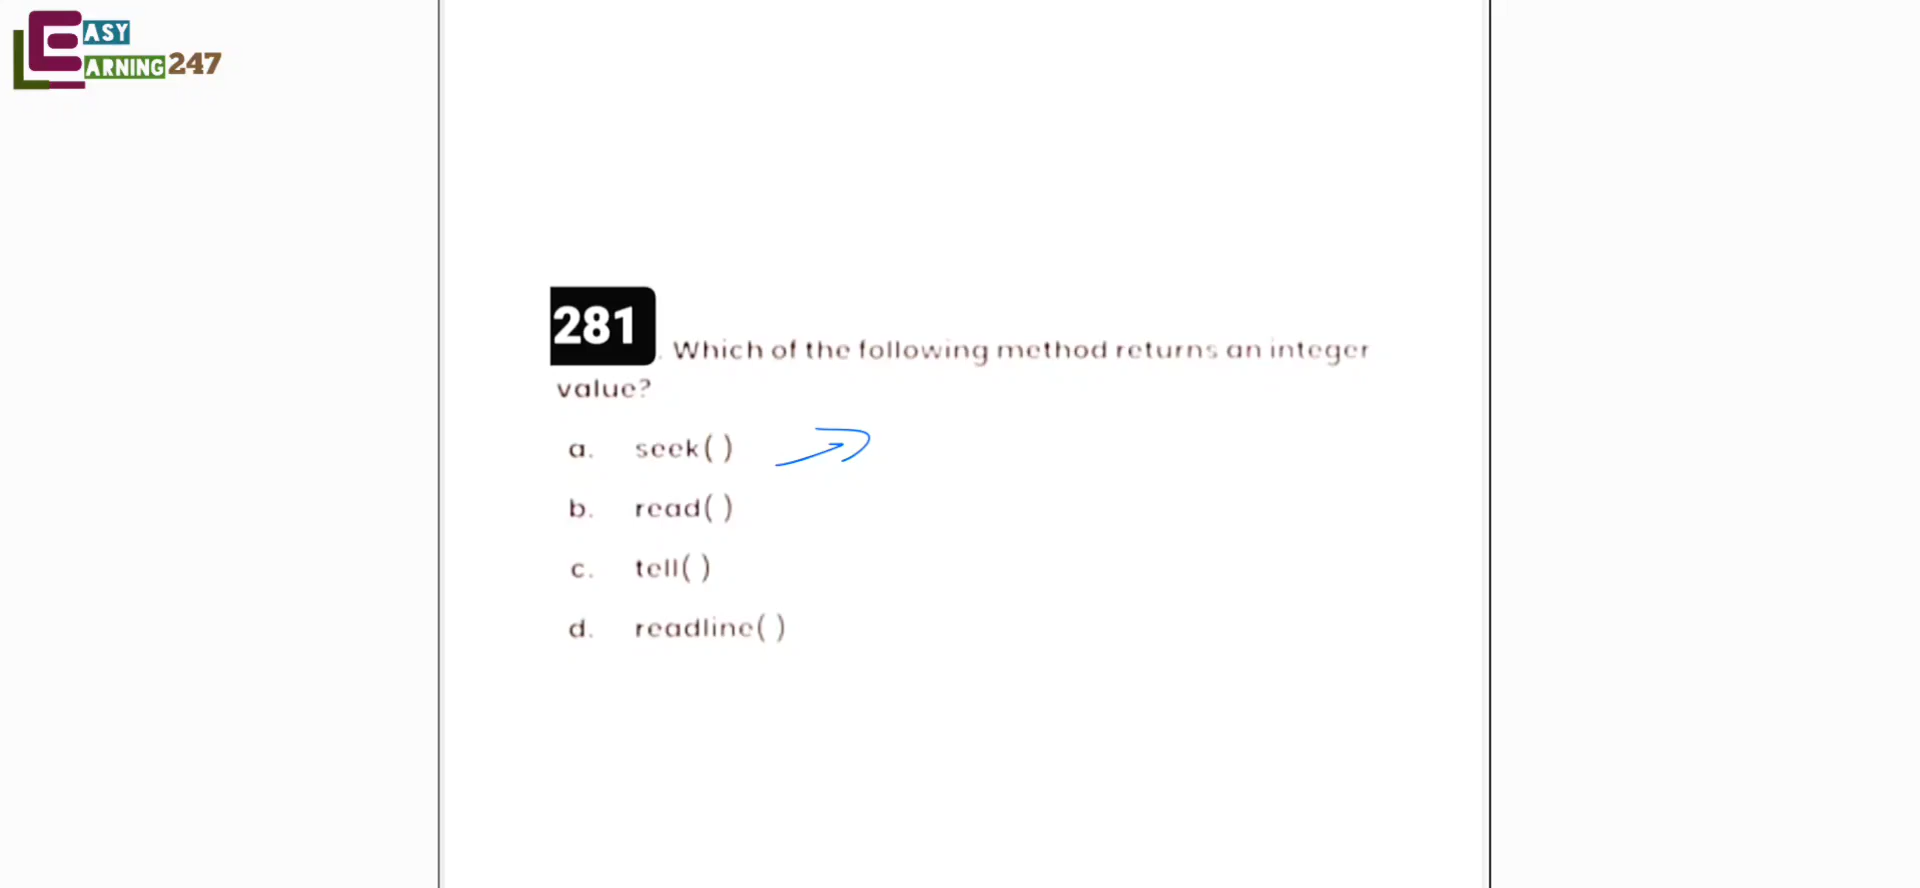 EASY
LEARNING247
281. Which of the following method returns an integer
value?
a. seek( )
b. read( )
c. tell( )
d. readline( )